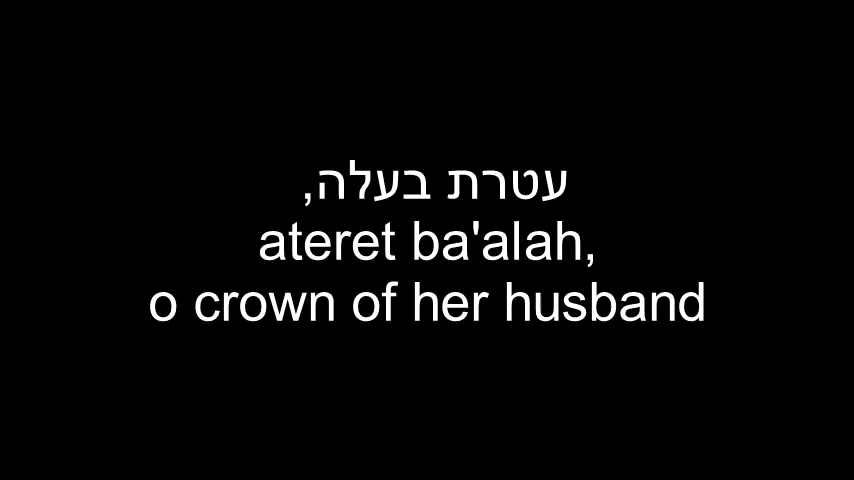 עטרת בעלה,
ateret ba'alah,
o crown of her husband